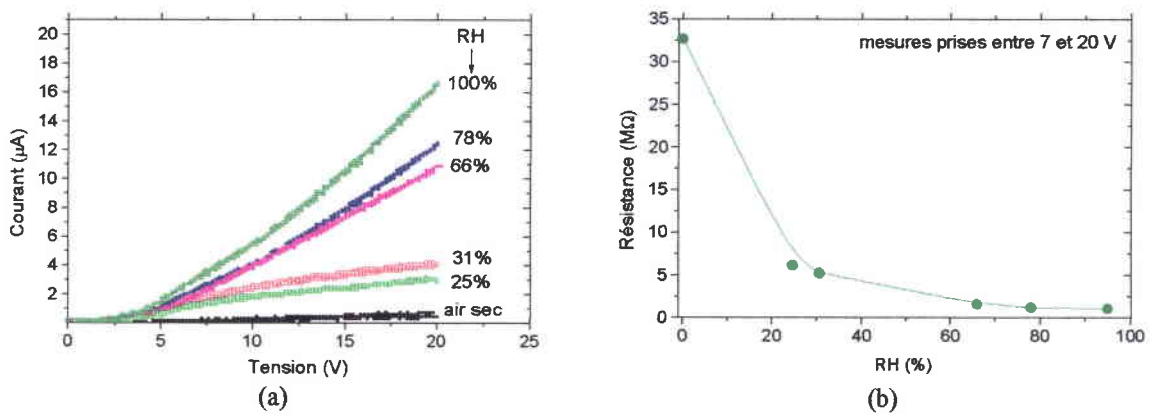 20
18
16
14
12
10
8
6
4
2
Courant (µA)
RH
100%
78%
66%
31%
25%
air sec
0 5 10 15 20 25
Tension (V)
(a)
35
30
25
20
15
10
5
0
Résistance (MΩ)
mesures prises entre 7 et 20 V
0 20 40 60 80 100
RH (%)
(b)